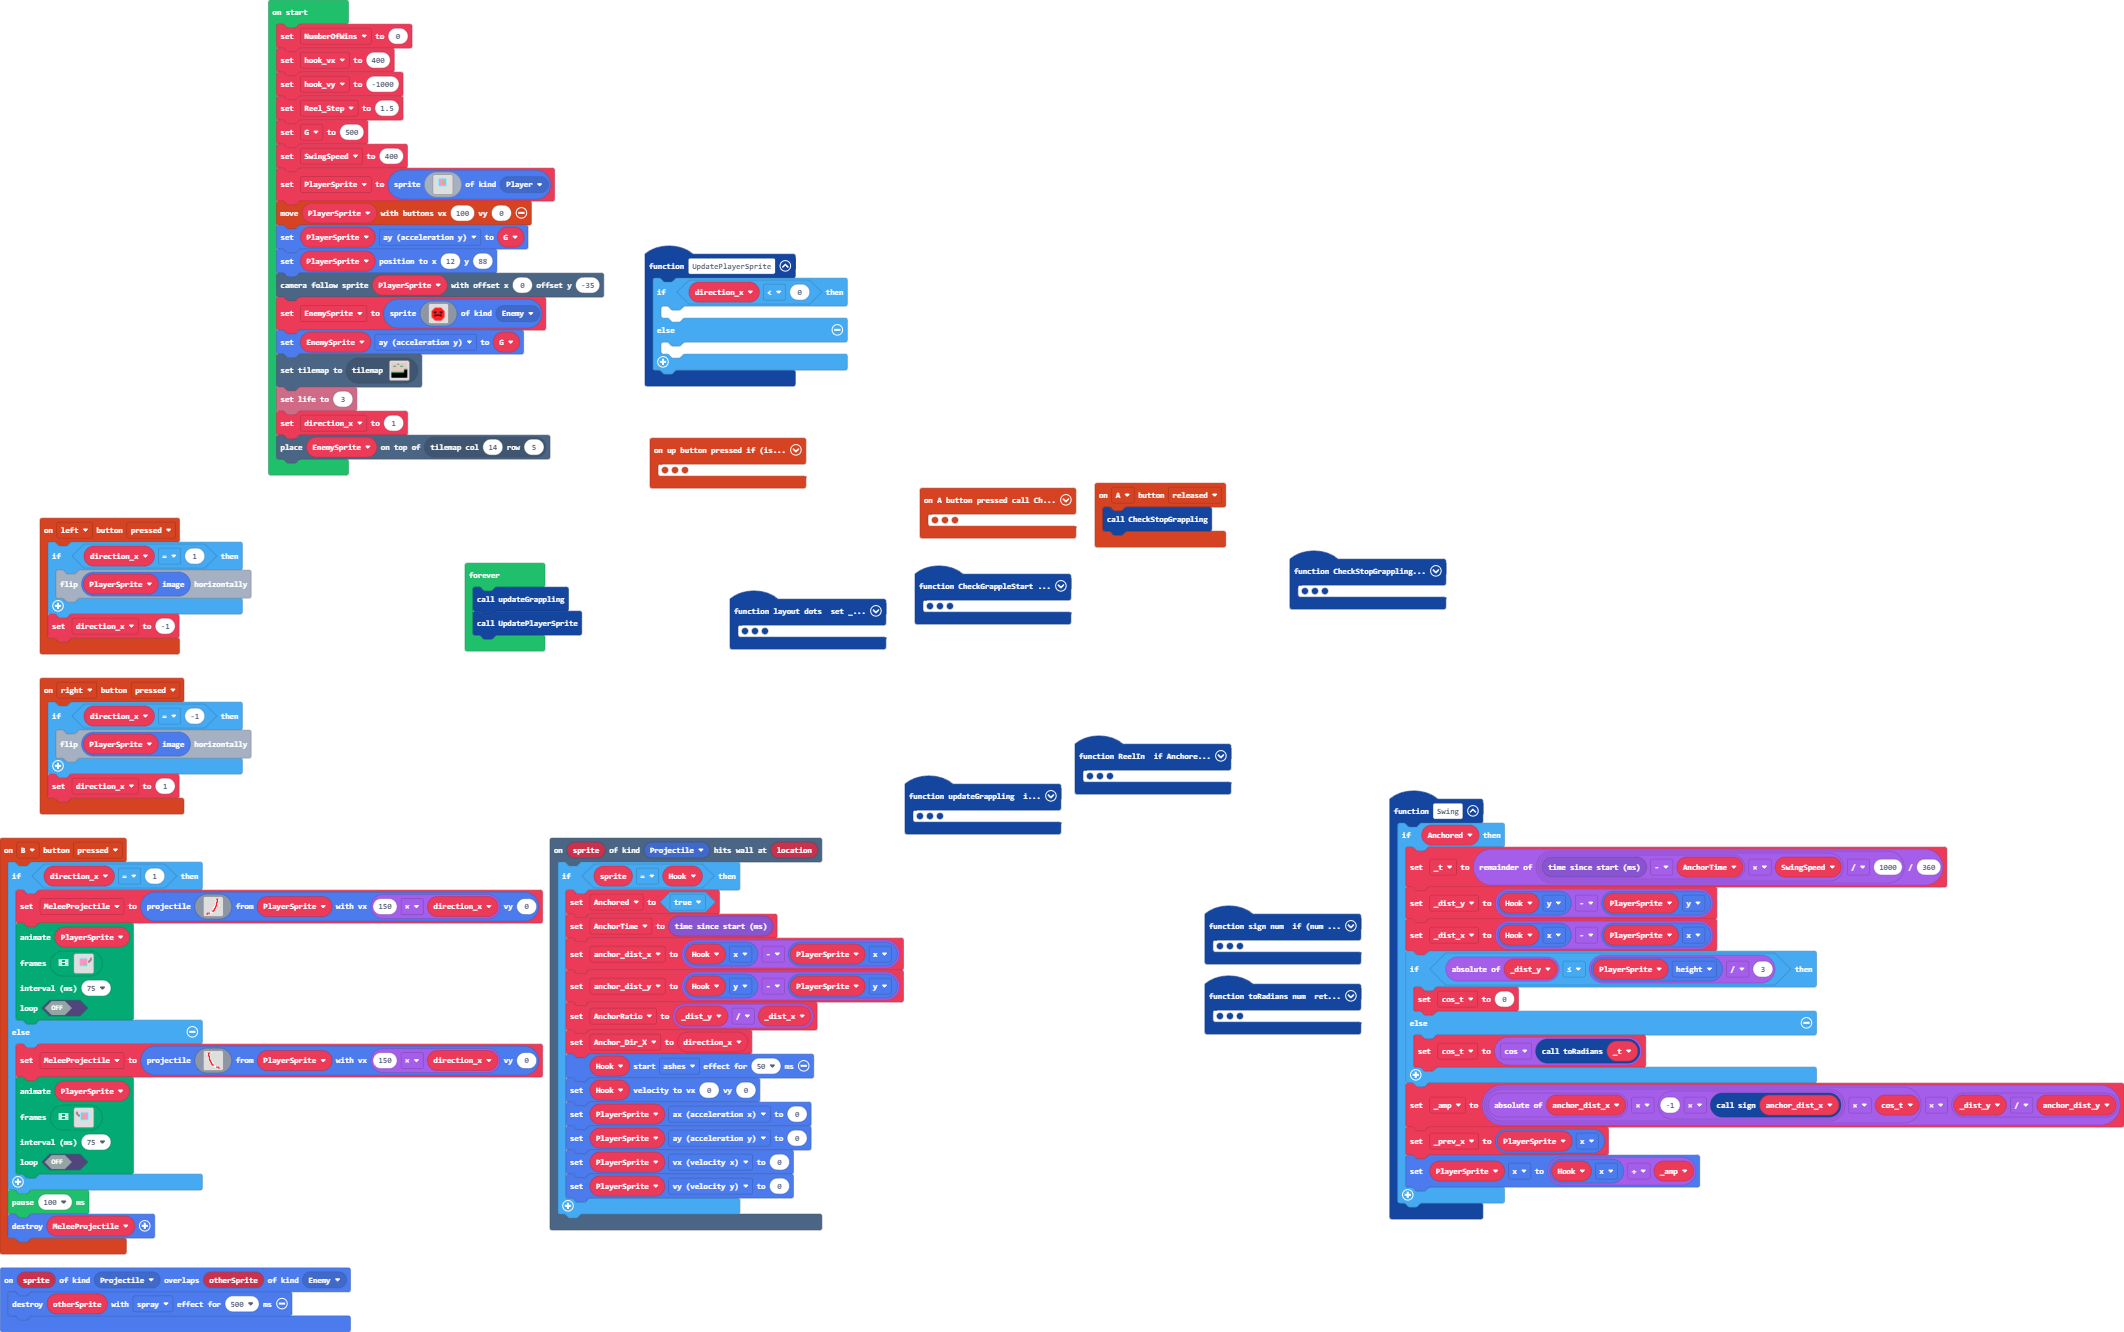 on start
set NumberOfWins to 0
set hook_vx to 400
set hook_vy to -1000
set Reel_Step to 1.5
set G to 500
set SwingSpeed to 400
set PlayerSprite to sprite of kind Player
move PlayerSprite with buttons vx 100 vy 0
set PlayerSprite ay (acceleration y) to G
set PlayerSprite position to x 12 y 88
camera follow sprite PlayerSprite with offset x 0 offset y -35
set EnemySprite to sprite of kind Enemy
set EnemySprite ay (acceleration y) to G
set tilemap to tilemap
set life to 3
set direction_x to 1
place EnemySprite on top of tilemap col 14 row 5
function UpdatePlayerSprite
if direction_x < 0 then
else
on up button pressed if (is...
on A button pressed call Ch...
on A button released
call CheckStopGrappling
on left button pressed
if direction_x = 1 then
flip PlayerSprite image horizontally
set direction_x to -1
forever
call updateGrappling
call UpdatePlayerSprite
function layout dots set _...
function CheckGrappleStart ...
function CheckStopGrappling...
on right button pressed
if direction_x = -1 then
flip PlayerSprite image horizontally
set direction_x to 1
function ReelIn if Anchore...
function updateGrappling i...
on B button pressed
if direction_x = 1 then
set MeleeProjectile to projectile from PlayerSprite with vx 150 × direction_x vy 0
animate PlayerSprite
frames
interval (ms) 75
loop OFF
else
set MeleeProjectile to projectile from PlayerSprite with vx 150 × direction_x vy 0
animate PlayerSprite
frames
interval (ms) 75
loop OFF
pause 100 ms
destroy MeleeProjectile
on sprite of kind Projectile overlaps otherSprite of kind Enemy
destroy otherSprite with spray effect for 500 ms
on sprite of kind Projectile hits wall at location
if sprite = Hook then
set Anchored to true
set AnchorTime to time since start (ms)
set anchor_dist_x to Hook x - PlayerSprite x
set anchor_dist_y to Hook y - PlayerSprite y
set AnchorRatio to _dist_y / _dist_x
set Anchor_Dir_X to direction_x
Hook start ashes effect for 50 ms
set Hook velocity to vx 0 vy 0
set PlayerSprite ax (acceleration x) to 0
set PlayerSprite ay (acceleration y) to 0
set PlayerSprite vx (velocity x) to 0
set PlayerSprite vy (velocity y) to 0
function sign num if (num ...
function toRadians num ret...
function Swing
if Anchored then
set _t to remainder of time since start (ms) - AnchorTime × SwingSpeed / 1000 / 360
set _dist_y to Hook y - PlayerSprite y
set _dist_x to Hook x - PlayerSprite x
if absolute of _dist_y ≤ PlayerSprite height / 3 then
set cos_t to 0
else
set cos_t to cos call toRadians _t
set _amp to absolute of anchor_dist_x × -1 × call sign anchor_dist_x × cos_t × _dist_y / anchor_dist_y
set _prev_x to PlayerSprite x
set PlayerSprite x to Hook x + _amp